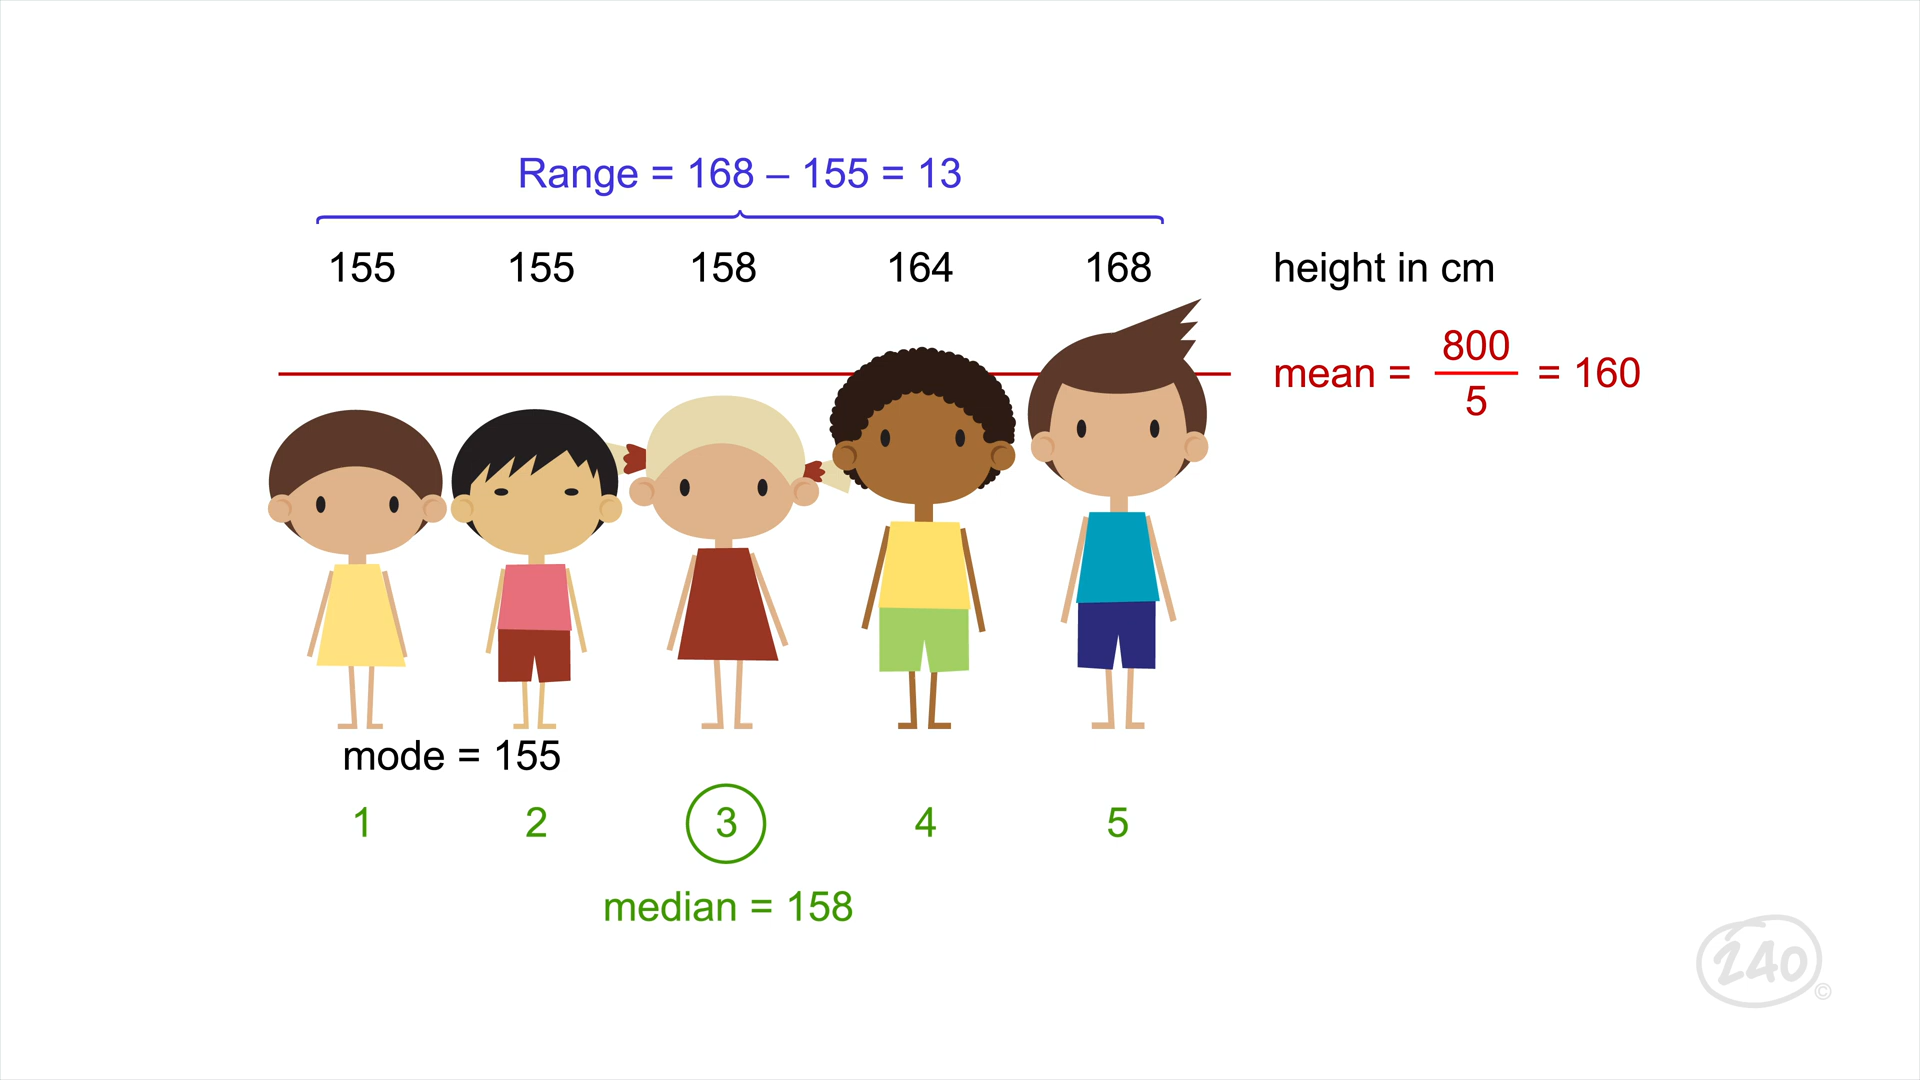 Range = 168 – 155 = 13
155 155 158 164 168 height in cm
mean = 800/5 = 160
mode = 155
1 2 3 4 5
median = 158
240 ©